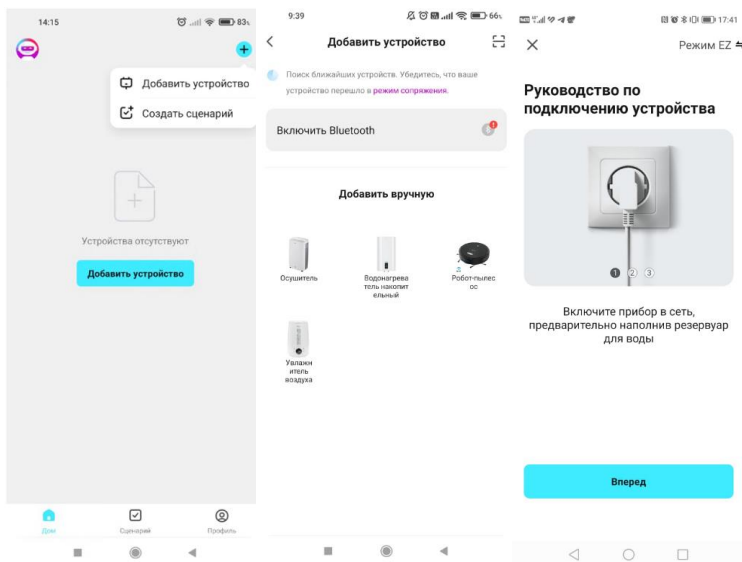 14:15
83%
Добавить устройство
Создать сценарий
Устройства отсутствуют
Добавить устройство
Дом
Сценарий
Профиль
9:39
66%
Добавить устройство
Поиск ближайших устройств. Убедитесь, что ваше
устройство перешло в режим сопряжения.
Включить Bluetooth
Добавить вручную
Осушитель
Водонагрева
тель накопит
ельный
Робот-пылес
ос
Увлажн
итель
воздуха
17:41
Режим EZ
Руководство по
подключению устройства
1 2 3
Включите прибор в сеть,
предварительно наполнив резервуар
для воды
Вперед